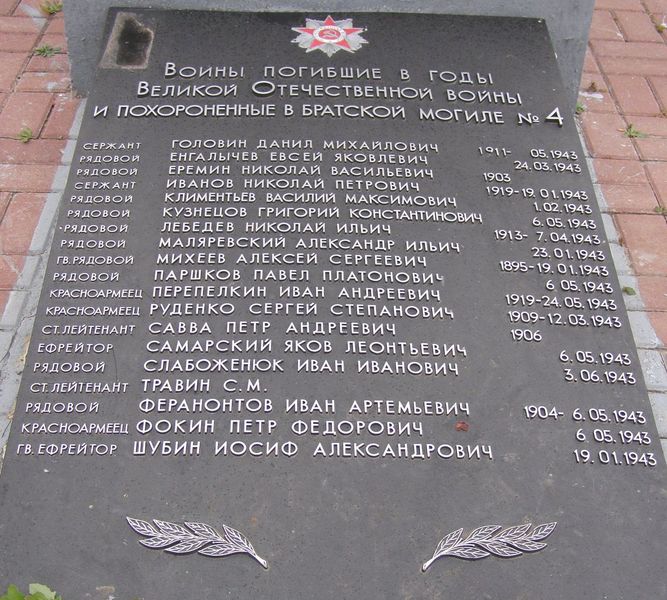 Воины погибшие в годы
Великой Отечественной войны
и похороненные в братской могиле № 4
СЕРЖАНТ ГОЛОВИН ДАНИЛ МИХАЙЛОВИЧ 1911- 05.1943
РЯДОВОЙ ЕНГАЛЫЧЕВ ЕВСЕЙ ЯКОВЛЕВИЧ 24.03.1943
РЯДОВОЙ ЕРЕМИН НИКОЛАЙ ВАСИЛЬЕВИЧ 1903
СЕРЖАНТ ИВАНОВ НИКОЛАЙ ПЕТРОВИЧ 1919-19.01.1943
РЯДОВОЙ КЛИМЕНТЬЕВ ВАСИЛИЙ МАКСИМОВИЧ 1.02.943
РЯДОВОЙ КУЗНЕЦОВ ГРИГОРИЙ КОНСТАНТИНОВИЧ 6.05.1943
РЯДОВОЙ ЛЕБЕДЕВ НИКОЛАЙ ИЛЬИЧ 1913- 7.04.1943
РЯДОВОЙ МАЛЯРЕВСКИЙ АЛЕКСАНДР ИЛЬИЧ 23.01.1943
ГВ.РЯДОВОЙ МИХЕЕВ АЛЕКСЕЙ СЕРГЕЕВИЧ 1895-19.01.1943
РЯДОВОЙ ПАРШКОВ ПАВЕЛ ПЛАТОНОВИЧ 6.05.1943
КРАСНОАРМЕЕЦ ПЕРЕПЕЛКИН ИВАН АНДРЕЕВИЧ 1919-24.05.1943
КРАСНОАРМЕЕЦ РУДЕНКО СЕРГЕЙ СТЕПАНОВИЧ 1909-12.03.1943
СТ.ЛЕЙТЕНАНТ САВВА ПЕТР АНДРЕЕВИЧ 1906
ЕФРЕЙТОР САМАРСКИЙ ЯКОВ ЛЕОНТЬЕВИЧ 6.05.1943
РЯДОВОЙ СЛАБОЖЕНЮК ИВАН ИВАНОВИЧ 3.06.1943
СТ.ЛЕЙТЕНАНТ ТРАВИН С.М.
РЯДОВОЙ ФЕРАНОНТОВ ИВАН АРТЕМЬЕВИЧ 1904- 6.05.1943
КРАСНОАРМЕЕЦ ФОКИН ПЕТР ФЕДОРОВИЧ 6.05.1943
ГВ. ЕФРЕЙТОР ШУБИН ИОСИФ АЛЕКСАНДРОВИЧ 19.01.1943